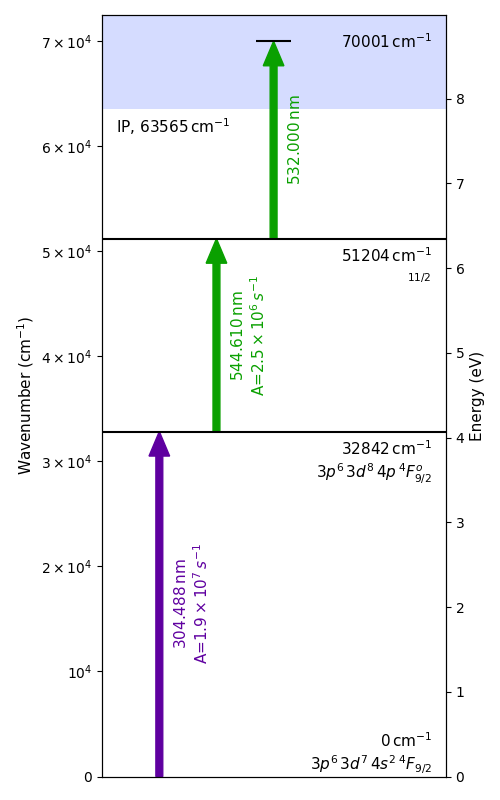 7 × 10⁴
70001 cm⁻¹
8
IP, 63565 cm⁻¹
532.000 nm
6 × 10⁴
7
5 × 10⁴
51204 cm⁻¹
11/2
6
544.610 nm
A=2.5 × 10⁶ s⁻¹
5
4 × 10⁴
Wavenumber (cm⁻¹)
Energy (eV)
4
32842 cm⁻¹
3p⁶ 3d⁸ 4p ⁴F°₉/₂
3 × 10⁴
3
304.488 nm
A=1.9 × 10⁷ s⁻¹
2 × 10⁴
2
10⁴
1
0 cm⁻¹
3p⁶ 3d⁷ 4s² ⁴F₉/₂
0
0